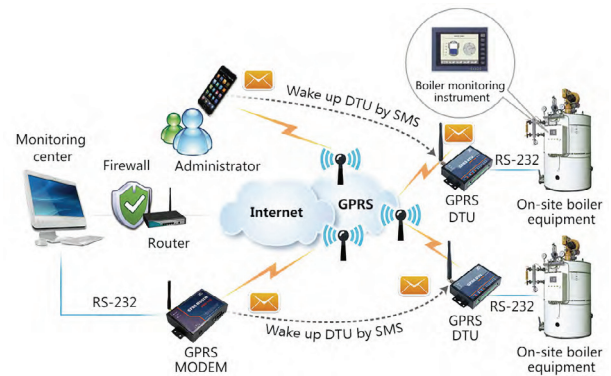 Boiler monitoring
instrument
Wake up DTU by SMS
Monitoring
center
Firewall
Administrator
Router
Internet
GPRS
GPRS
DTU
RS-232
On-site boiler
equipment
RS-232
GPRS
MODEM
Wake up DTU by SMS
GPRS
DTU
RS-232
On-site boiler
equipment